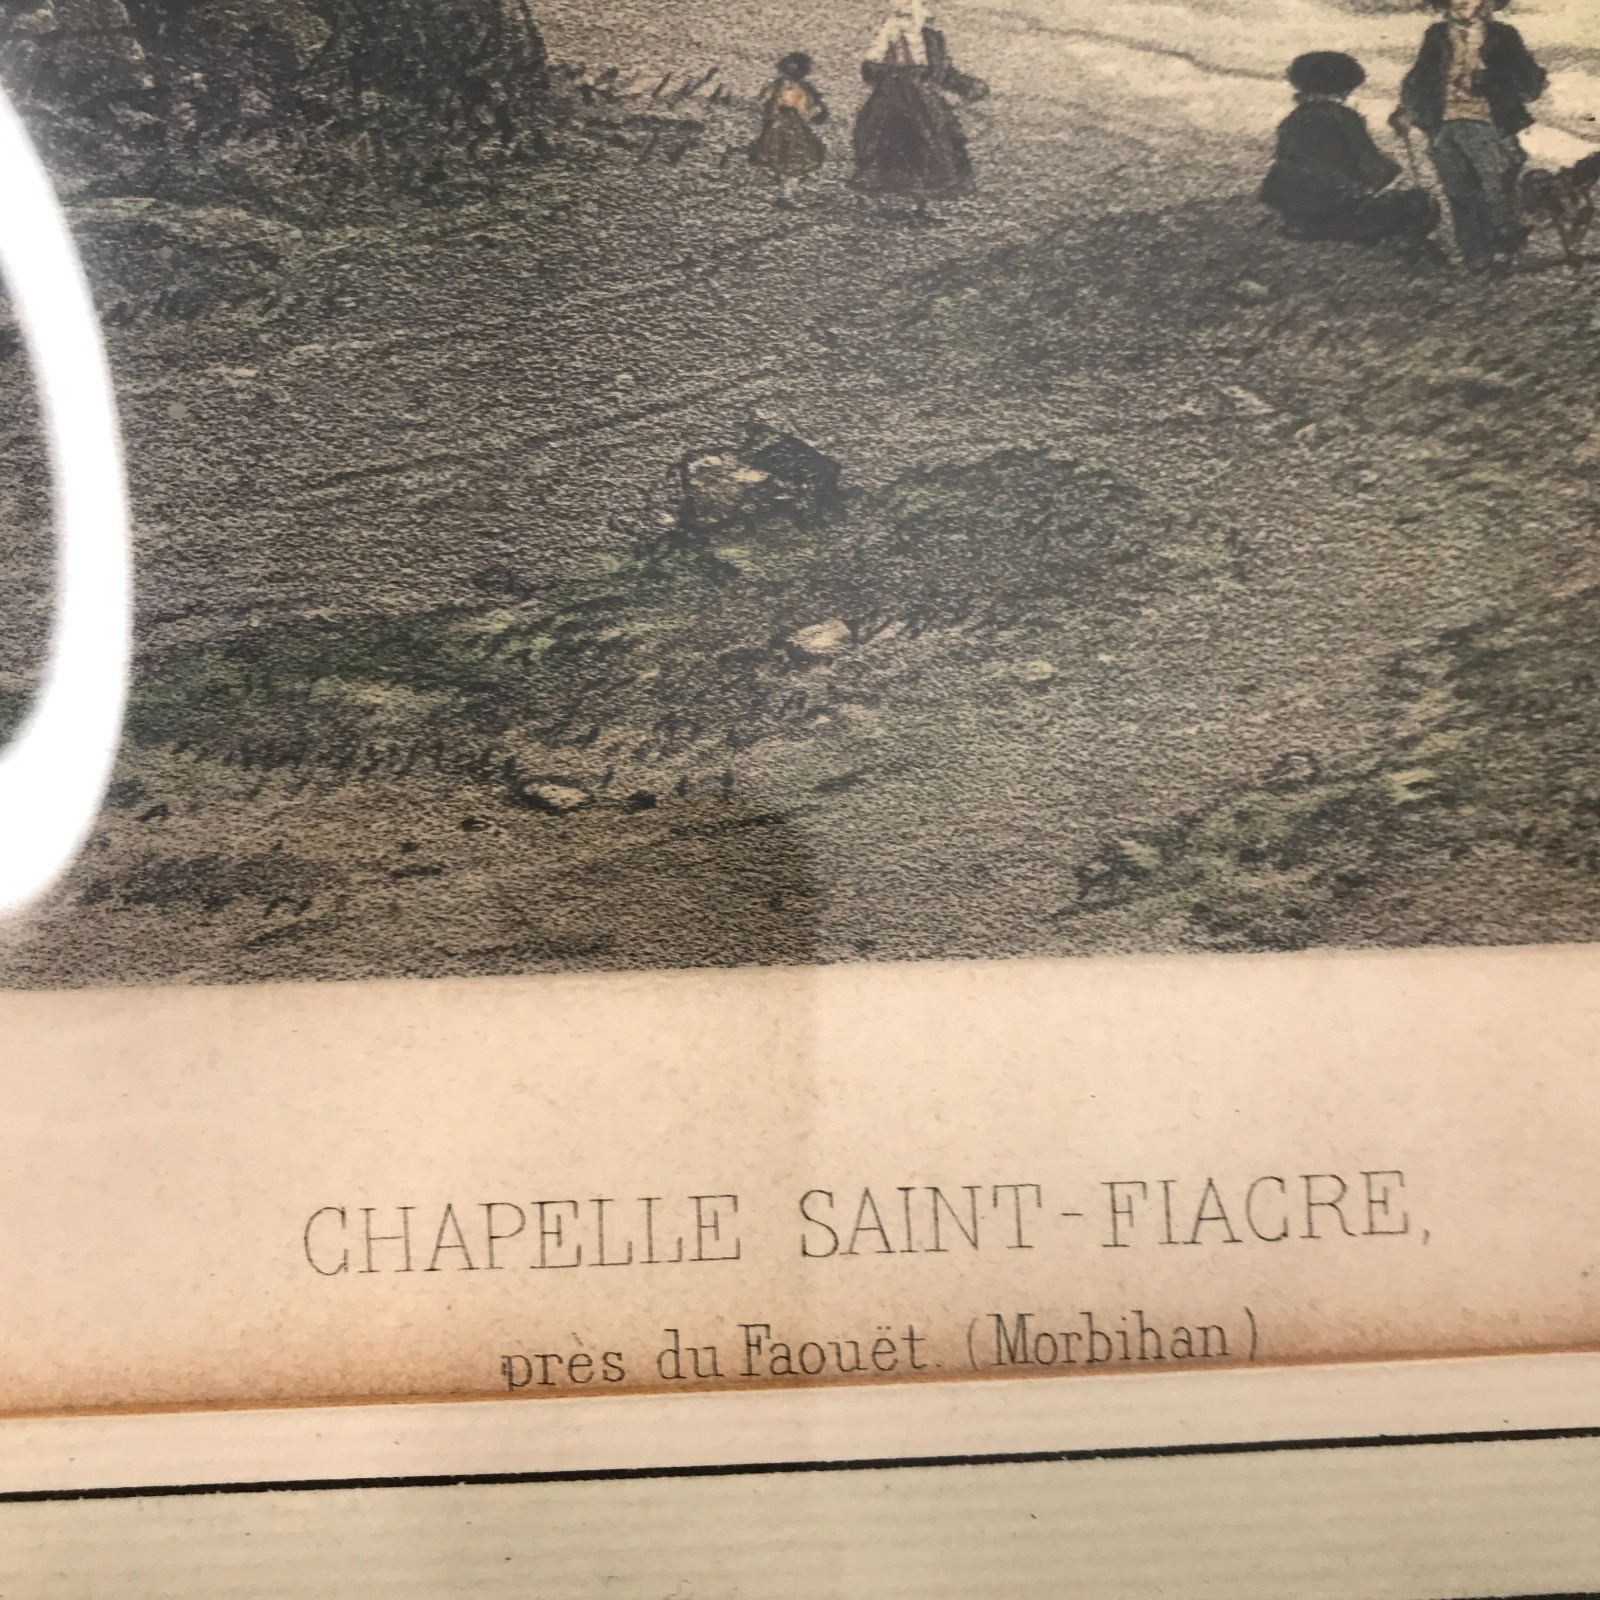 CHAPELLE SAINT-FIACRE,
près du Faouët. (Morbihan)